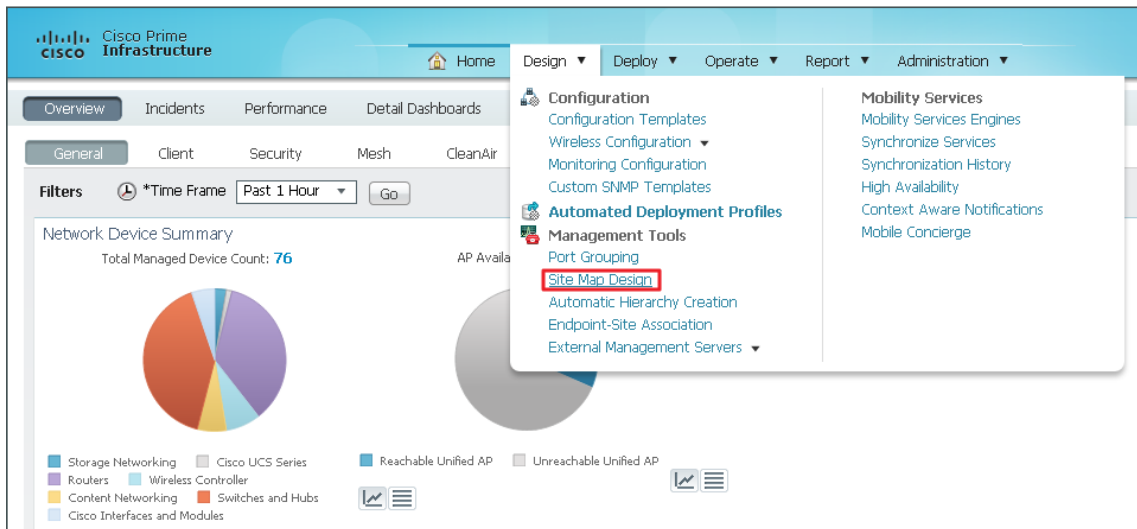 Cisco Prime
CISCO Infrastructure
Home Design ▼ Deploy ▼ Operate ▼ Report ▼ Administration ▼
Overview Incidents Performance Detail Dashboards
General Client Security Mesh CleanAir
Filters *Time Frame Past 1 Hour Go
Configuration
Configuration Templates
Wireless Configuration ▼
Monitoring Configuration
Custom SNMP Templates
Automated Deployment Profiles
Management Tools
Port Grouping
Site Map Design
Automatic Hierarchy Creation
Endpoint-Site Association
External Management Servers ▼
Mobility Services
Mobility Services Engines
Synchronize Services
Synchronization History
High Availability
Context Aware Notifications
Mobile Concierge
Network Device Summary
Total Managed Device Count: 76
AP Availa
Storage Networking Cisco UCS Series
Routers Wireless Controller
Content Networking Switches and Hubs
Cisco Interfaces and Modules
Reachable Unified AP Unreachable Unified AP